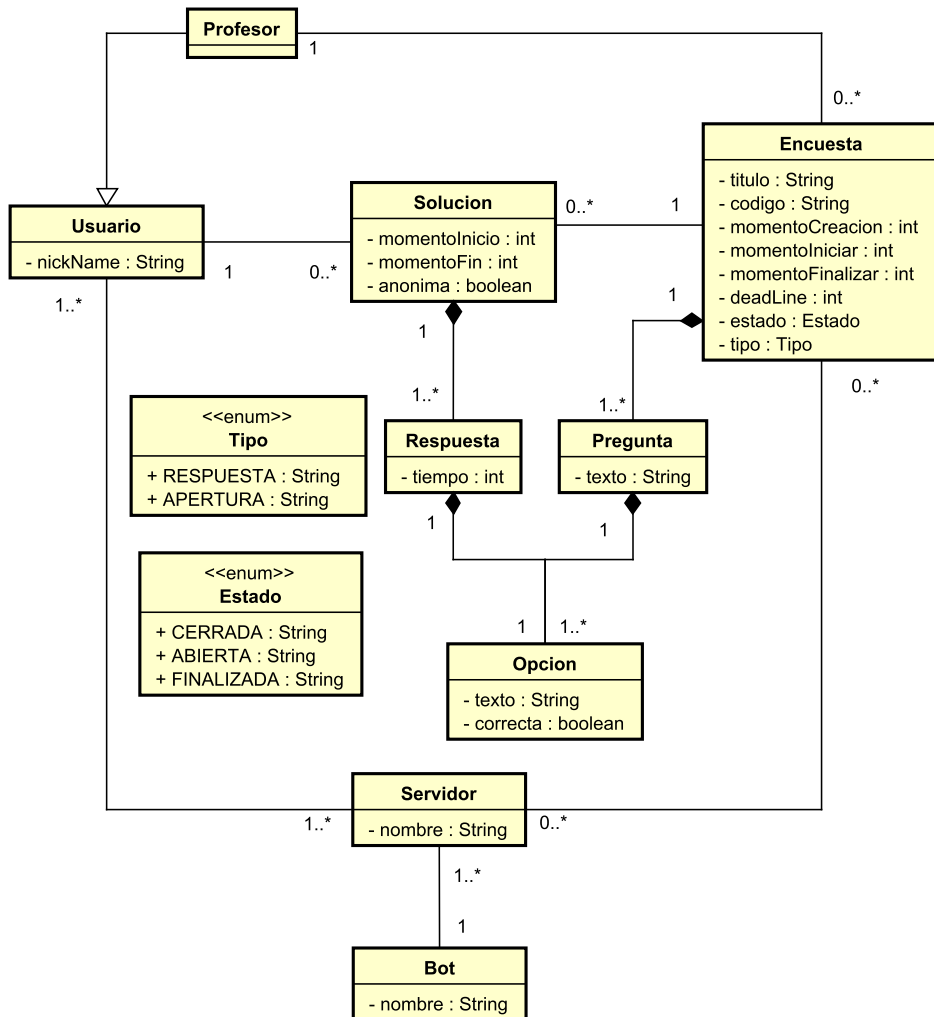 Profesor
1
0..*
Encuesta
- titulo : String
- codigo : String
- momentoCreacion : int
- momentoIniciar : int
- momentoFinalizar : int
- deadLine : int
- estado : Estado
- tipo : Tipo
Usuario
- nickName : String
1
0..*
1..*
Solucion
- momentoInicio : int
- momentoFin : int
- anonima : boolean
0..*
1
1
1
1..*
1..*
0..*
<<enum>>
Tipo
+ RESPUESTA : String
+ APERTURA : String
Respuesta
- tiempo : int
Pregunta
- texto : String
1
1
<<enum>>
Estado
+ CERRADA : String
+ ABIERTA : String
+ FINALIZADA : String
1
1..*
Opcion
- texto : String
- correcta : boolean
Servidor
- nombre : String
1..*
0..*
1..*
1
Bot
- nombre : String